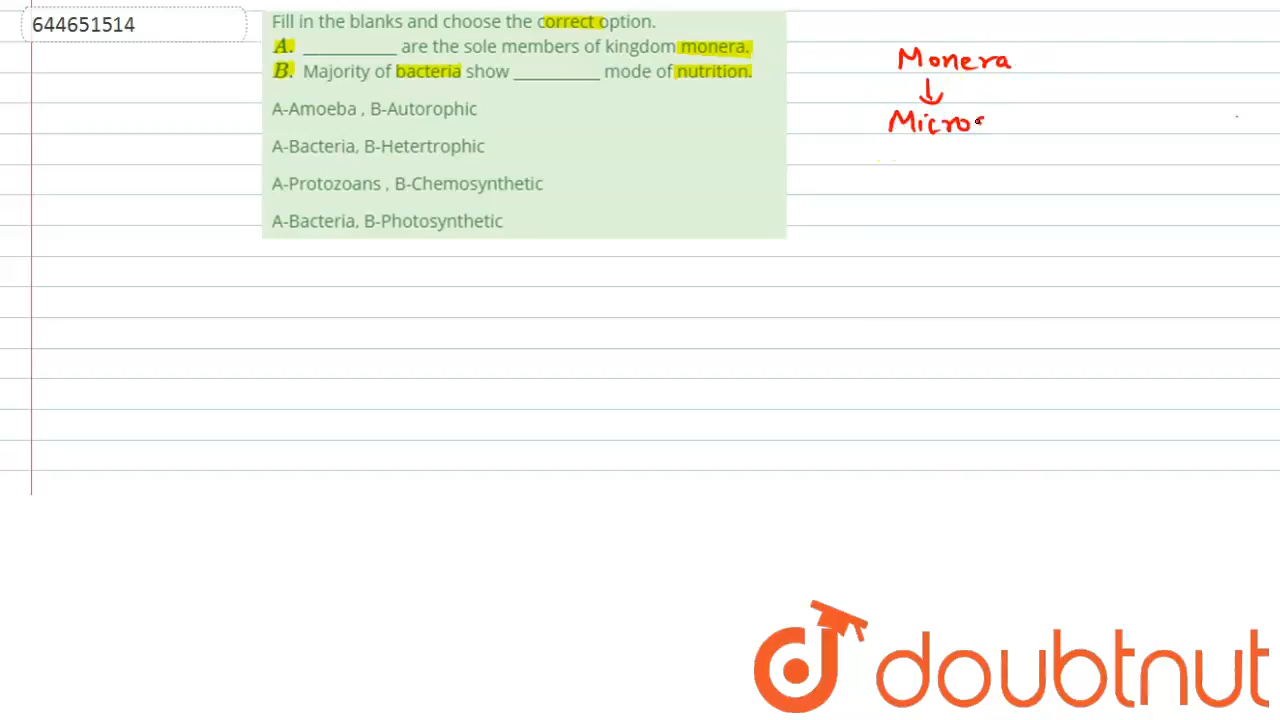 644651514
Fill in the blanks and choose the correct option.
A. ___________ are the sole members of kingdom monera.
B. Majority of bacteria show __________ mode of nutrition.
A-Amoeba , B-Autorophic
A-Bacteria, B-Hetertrophic
A-Protozoans , B-Chemosynthetic
A-Bacteria, B-Photosynthetic
Monera
Micro
doubtnut